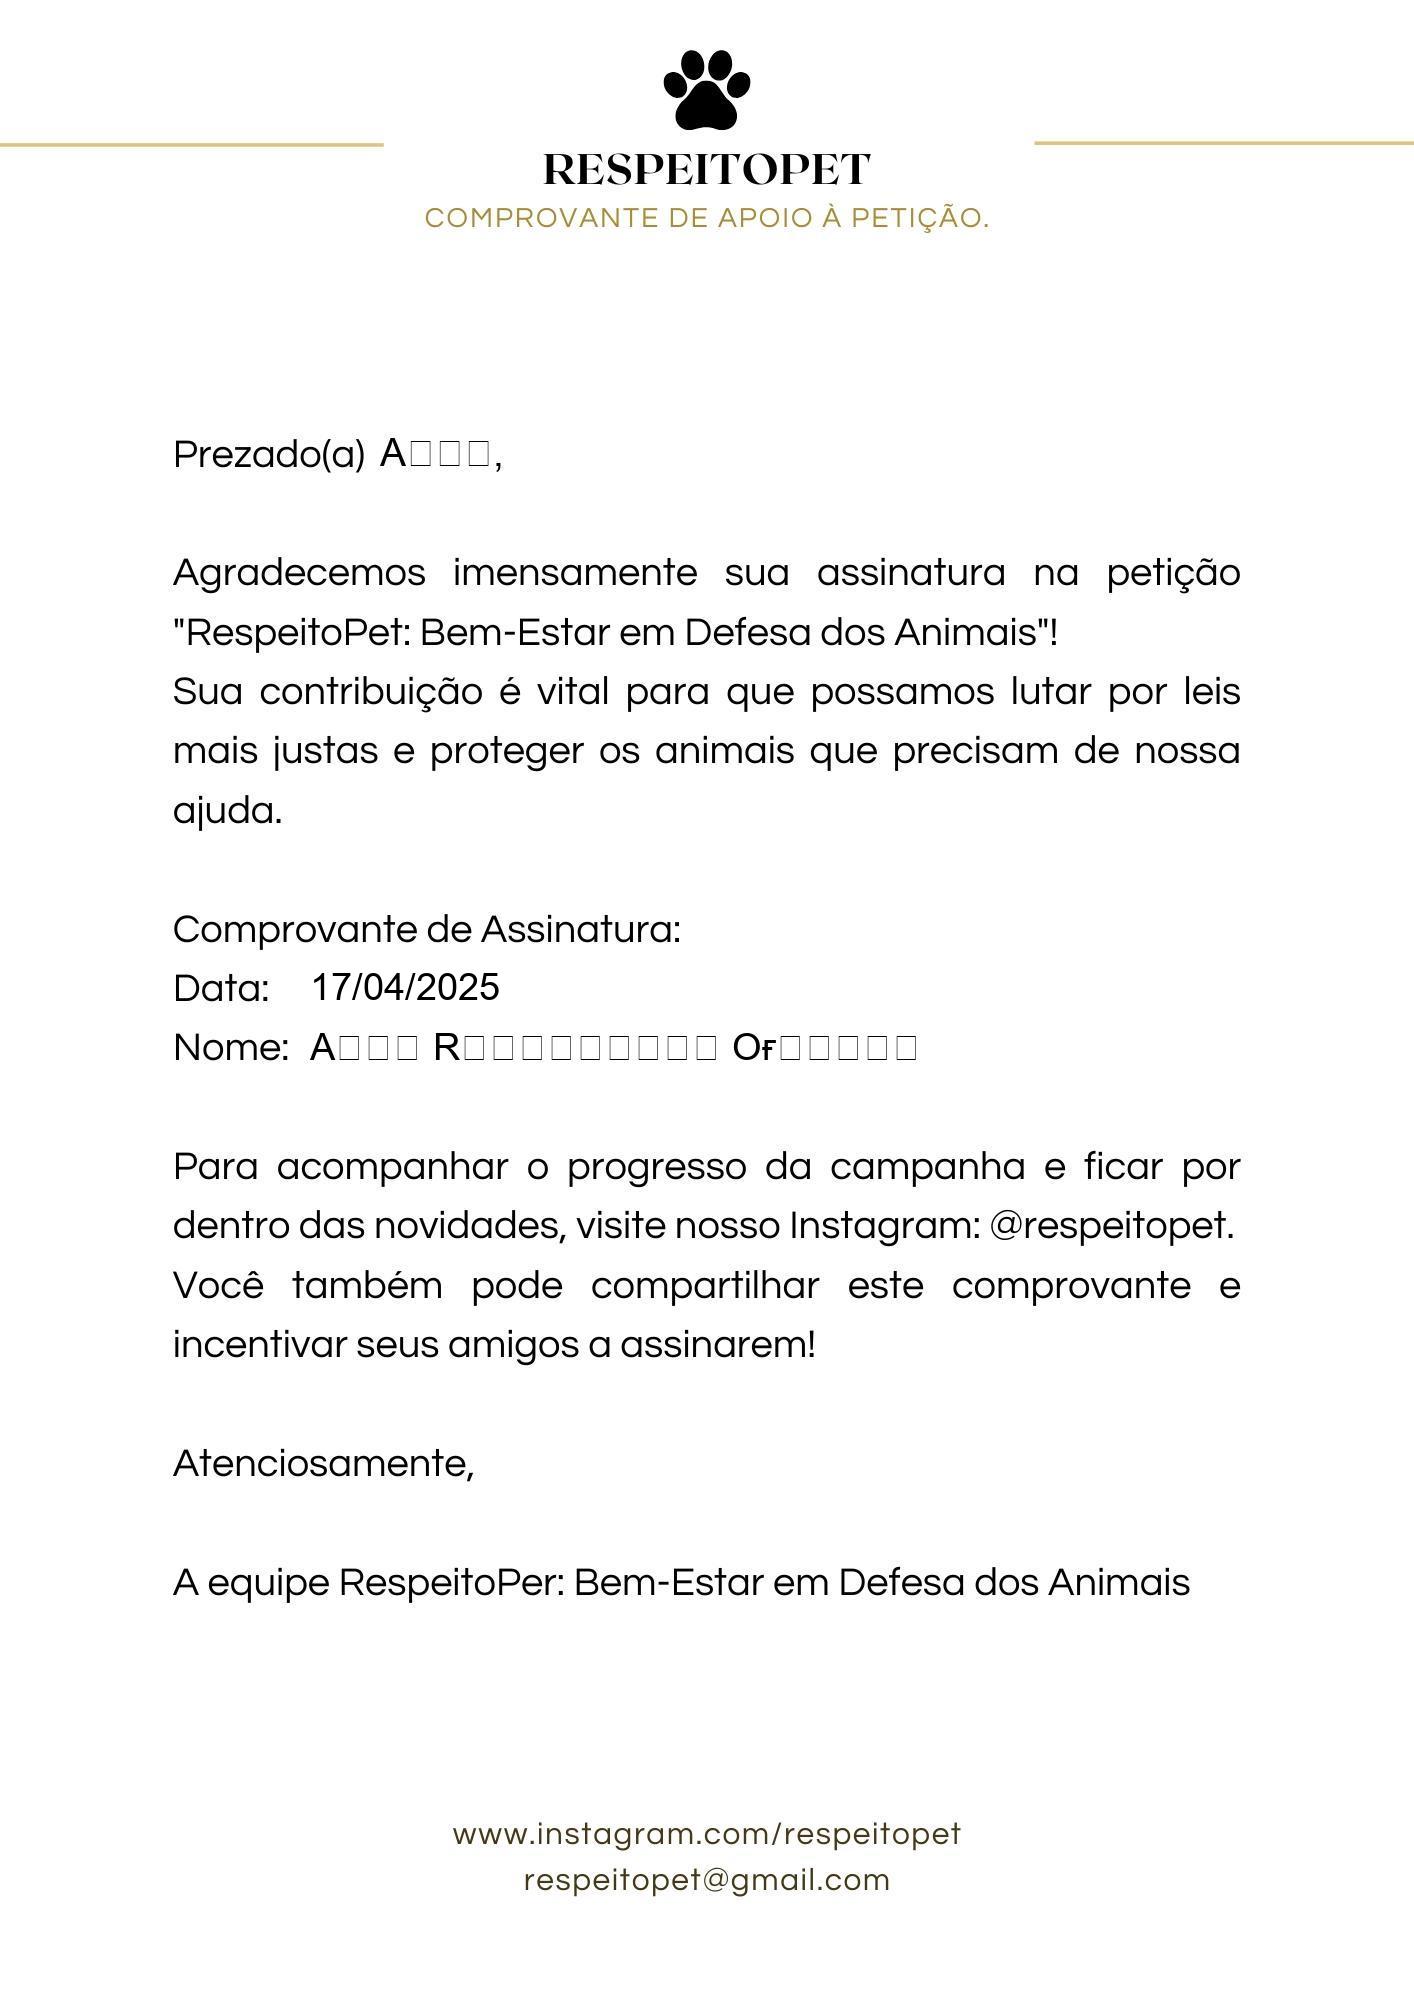 RESPEITOPET
COMPROVANTE DE APOIO À PETIÇÃO.
Prezado(a)
Agradecemos imensamente sua assinatura na petição
"RespeitoPet: Bem-Estar em Defesa dos Animais"!
Sua contribuição é vital para que possamos lutar por leis
mais justas e proteger os animais que precisam de nossa
ajuda.
Comprovante de Assinatura:
Data: 17/04/2025
Nome:
Para acompanhar o progresso da campanha e ficar por
dentro das novidades, visite nosso Instagram: @respeitopet.
Você também pode compartilhar este comprovante e
incentivar seus amigos a assinarem!
Atenciosamente,
A equipe RespeitoPer: Bem-Estar em Defesa dos Animais
www.instagram.com/respeitopet
respeitopet@gmail.com